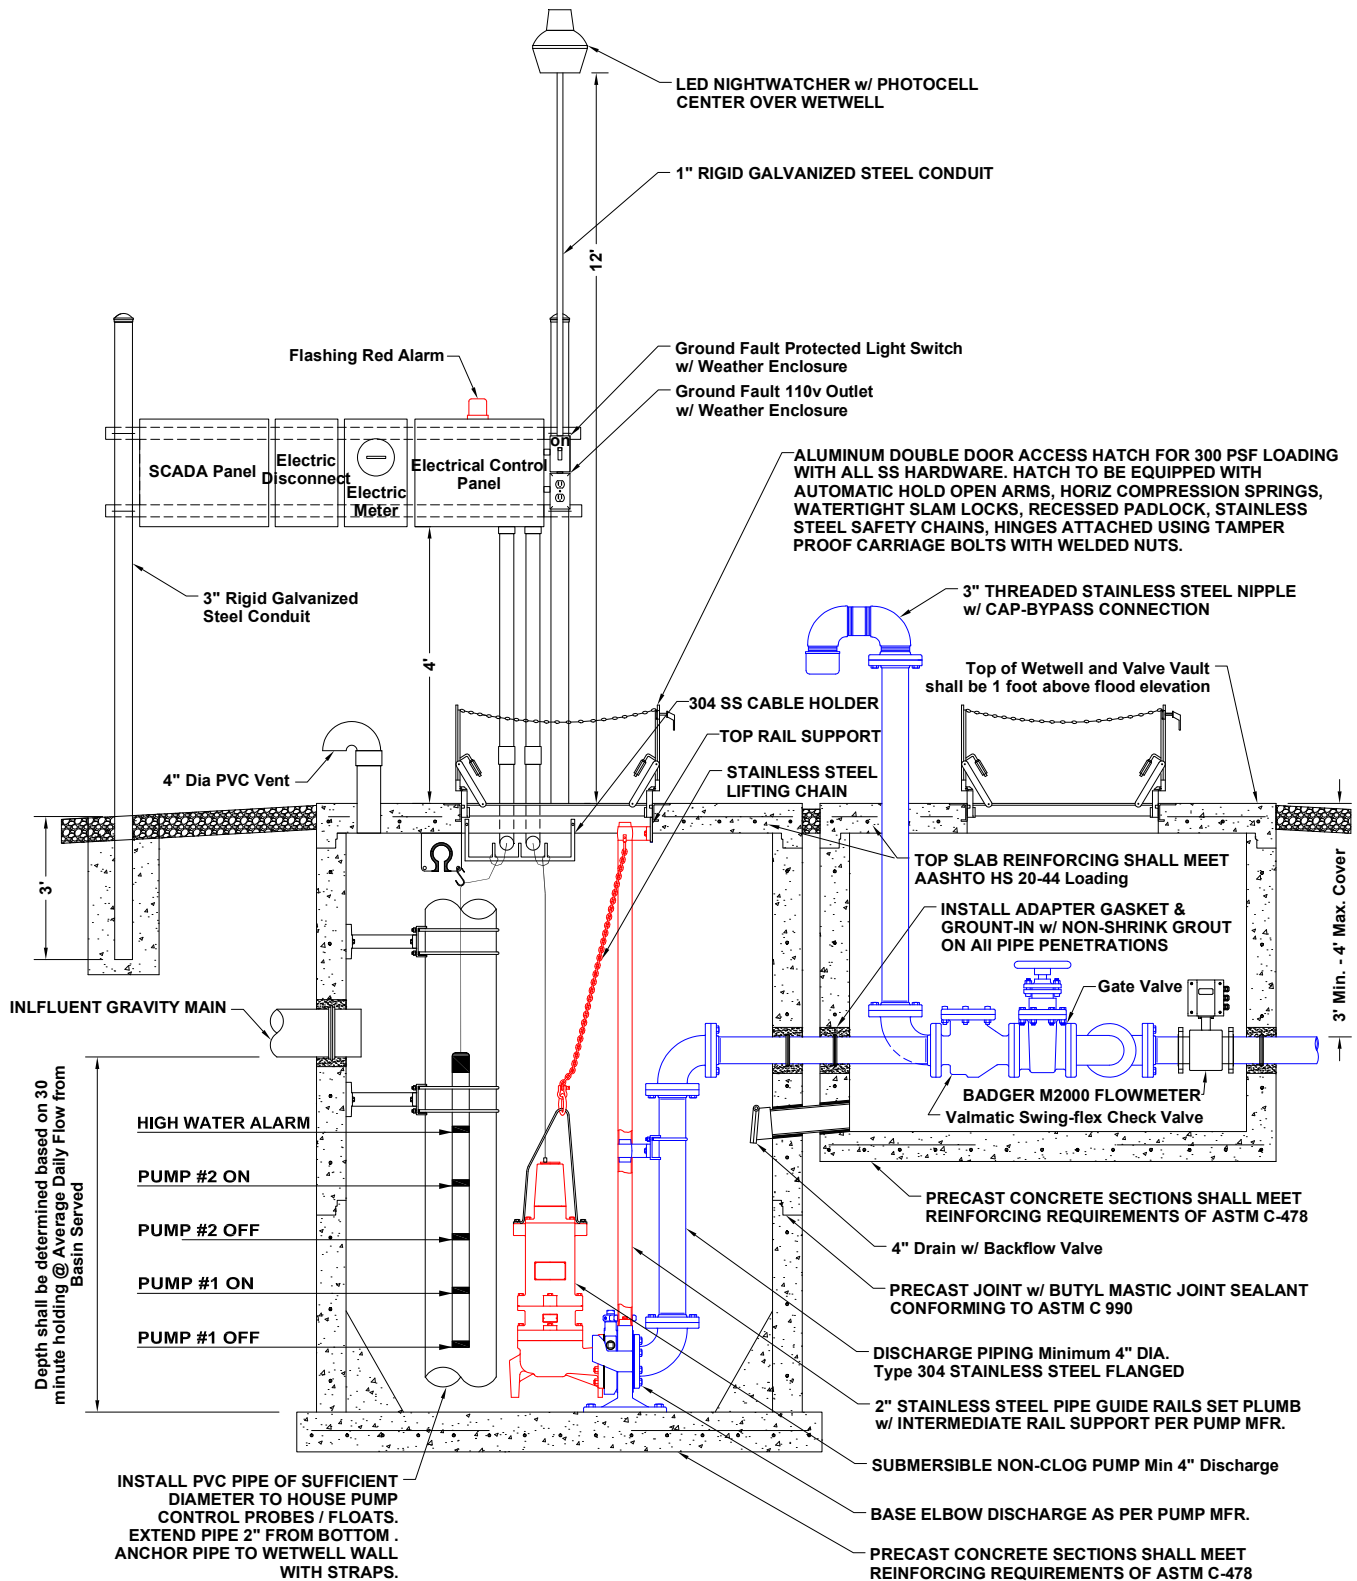 LED NIGHTWATCHER w/ PHOTOCELL
CENTER OVER WETWELL
1" RIGID GALVANIZED STEEL CONDUIT
12'
Flashing Red Alarm
Ground Fault Protected Light Switch
w/ Weather Enclosure
Ground Fault 110v Outlet
w/ Weather Enclosure
on
SCADA Panel
Electric
Disconnect
Electric
Meter
Electrical Control
Panel
ALUMINUM DOUBLE DOOR ACCESS HATCH FOR 300 PSF LOADING
WITH ALL SS HARDWARE. HATCH TO BE EQUIPPED WITH
AUTOMATIC HOLD OPEN ARMS, HORIZ COMPRESSION SPRINGS,
WATERTIGHT SLAM LOCKS, RECESSED PADLOCK, STAINLESS
STEEL SAFETY CHAINS, HINGES ATTACHED USING TAMPER
PROOF CARRIAGE BOLTS WITH WELDED NUTS.
3" Rigid Galvanized
Steel Conduit
3" THREADED STAINLESS STEEL NIPPLE
w/ CAP-BYPASS CONNECTION
4'
Top of Wetwell and Valve Vault
shall be 1 foot above flood elevation
304 SS CABLE HOLDER
TOP RAIL SUPPORT
4" Dia PVC Vent
STAINLESS STEEL
LIFTING CHAIN
3'
TOP SLAB REINFORCING SHALL MEET
AASHTO HS 20-44 Loading
INSTALL ADAPTER GASKET &
GROUNT-IN w/ NON-SHRINK GROUT
ON All PIPE PENETRATIONS
3' Min. - 4' Max. Cover
Gate Valve
INLFLUENT GRAVITY MAIN
BADGER M2000 FLOWMETER
Valmatic Swing-flex Check Valve
Depth shall be determined based on 30
minute holding @ Average Daily Flow from
Basin Served
HIGH WATER ALARM
PUMP #2 ON
PUMP #2 OFF
PUMP #1 ON
PUMP #1 OFF
PRECAST CONCRETE SECTIONS SHALL MEET
REINFORCING REQUIREMENTS OF ASTM C-478
4" Drain w/ Backflow Valve
PRECAST JOINT w/ BUTYL MASTIC JOINT SEALANT
CONFORMING TO ASTM C 990
DISCHARGE PIPING Minimum 4" DIA.
Type 304 STAINLESS STEEL FLANGED
2" STAINLESS STEEL PIPE GUIDE RAILS SET PLUMB
w/ INTERMEDIATE RAIL SUPPORT PER PUMP MFR.
SUBMERSIBLE NON-CLOG PUMP Min 4" Discharge
INSTALL PVC PIPE OF SUFFICIENT
DIAMETER TO HOUSE PUMP
CONTROL PROBES / FLOATS.
EXTEND PIPE 2" FROM BOTTOM .
ANCHOR PIPE TO WETWELL WALL
WITH STRAPS.
BASE ELBOW DISCHARGE AS PER PUMP MFR.
PRECAST CONCRETE SECTIONS SHALL MEET
REINFORCING REQUIREMENTS OF ASTM C-478